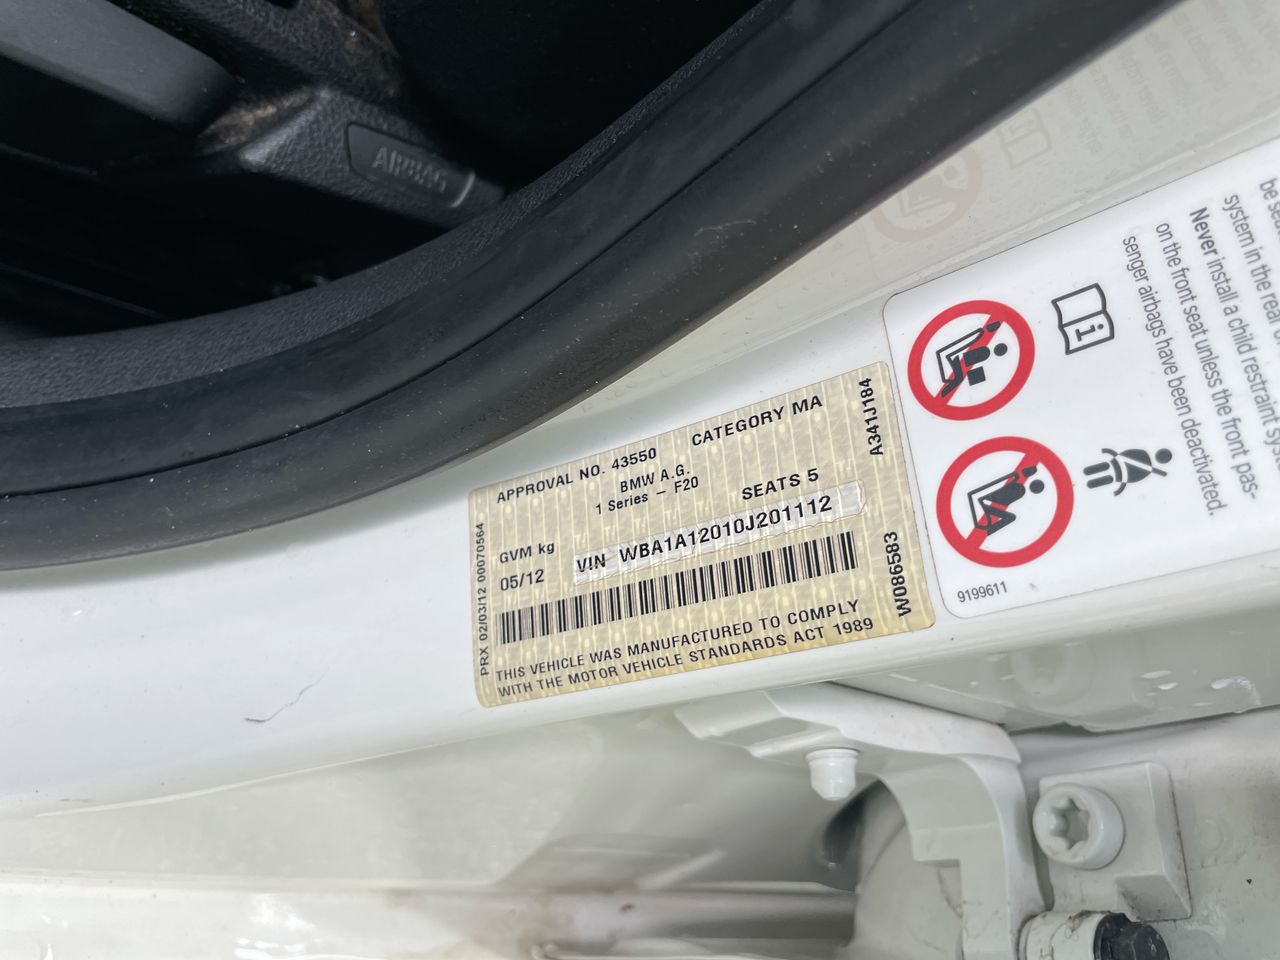 AIRBAG
APPROVAL NO. 43550 CATEGORY MA
BMW A.G.
1 Series – F20
GVM kg SEATS 5
05/12 VIN WBA1A12010J201112
THIS VEHICLE WAS MANUFACTURED TO COMPLY
WITH THE MOTOR VEHICLE STANDARDS ACT 1989
PRX 02/03/12 00070564
A341J184
W086583
system in the rear
Never install a child restraint
on the front seat unless the front pas-
senger airbags have been deactivated.
9199611